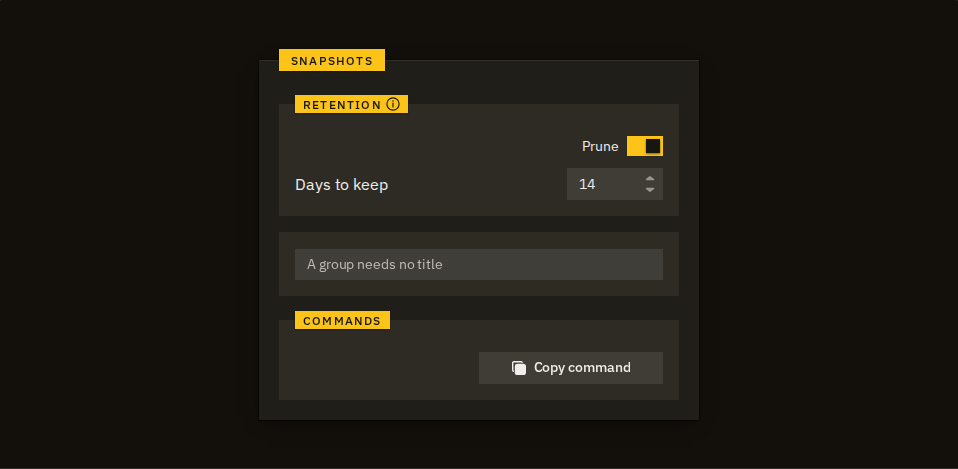 SNAPSHOTS
RETENTION
Prune
Days to keep
14
A group needs no title
COMMANDS
Copy command